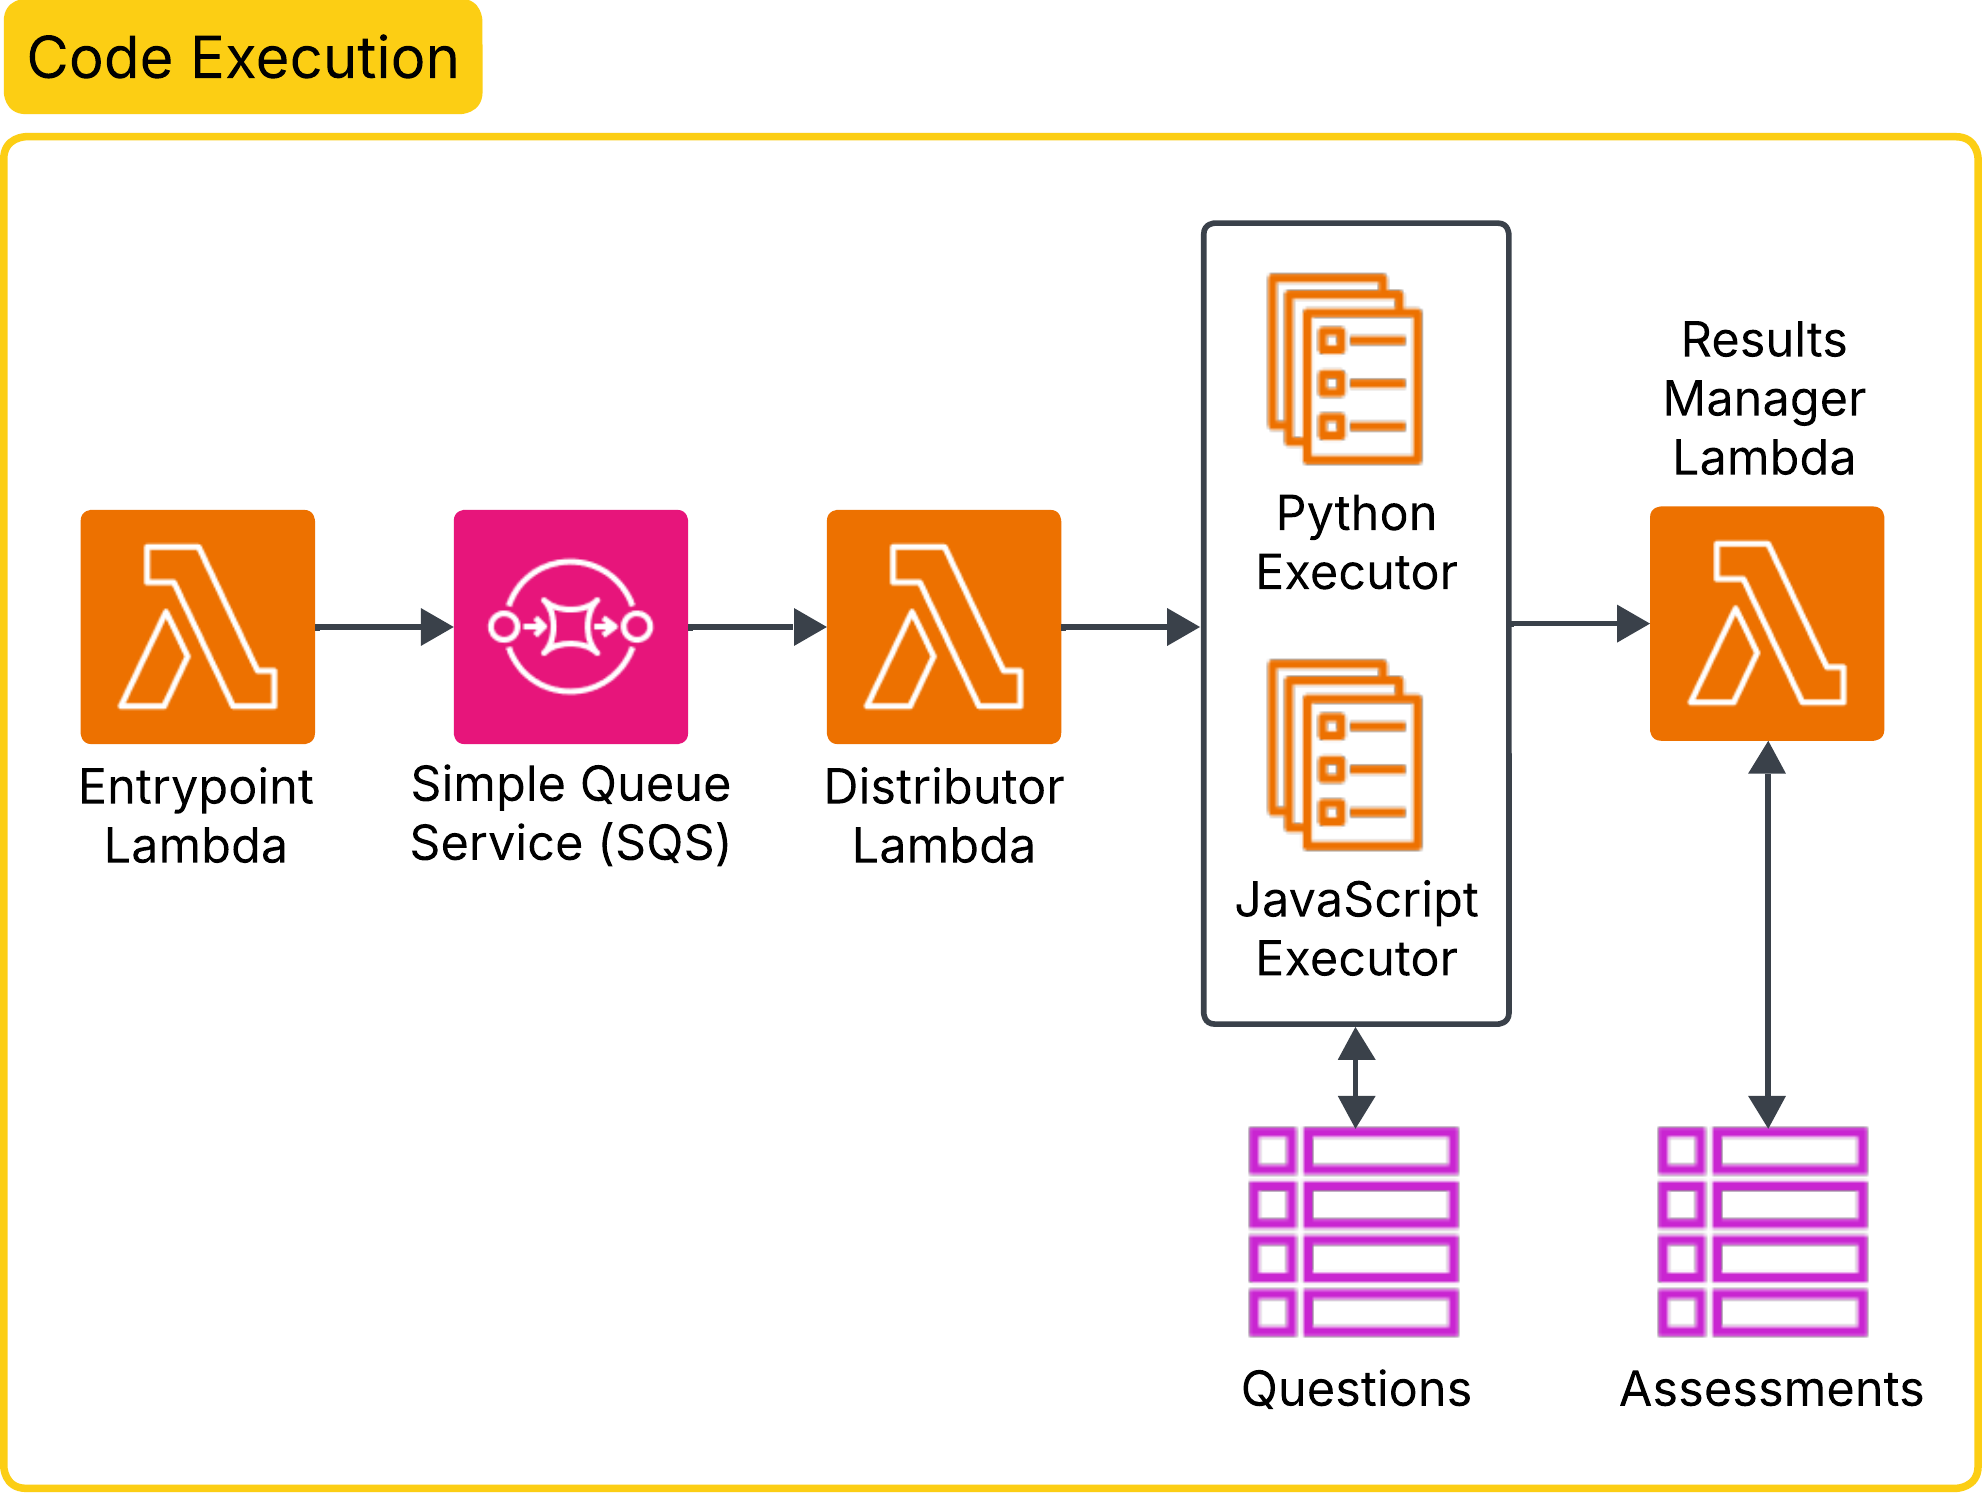 Code Execution
Entrypoint
Lambda
Simple Queue
Service (SQS)
Distributor
Lambda
Python
Executor
JavaScript
Executor
Results
Manager
Lambda
Questions
Assessments